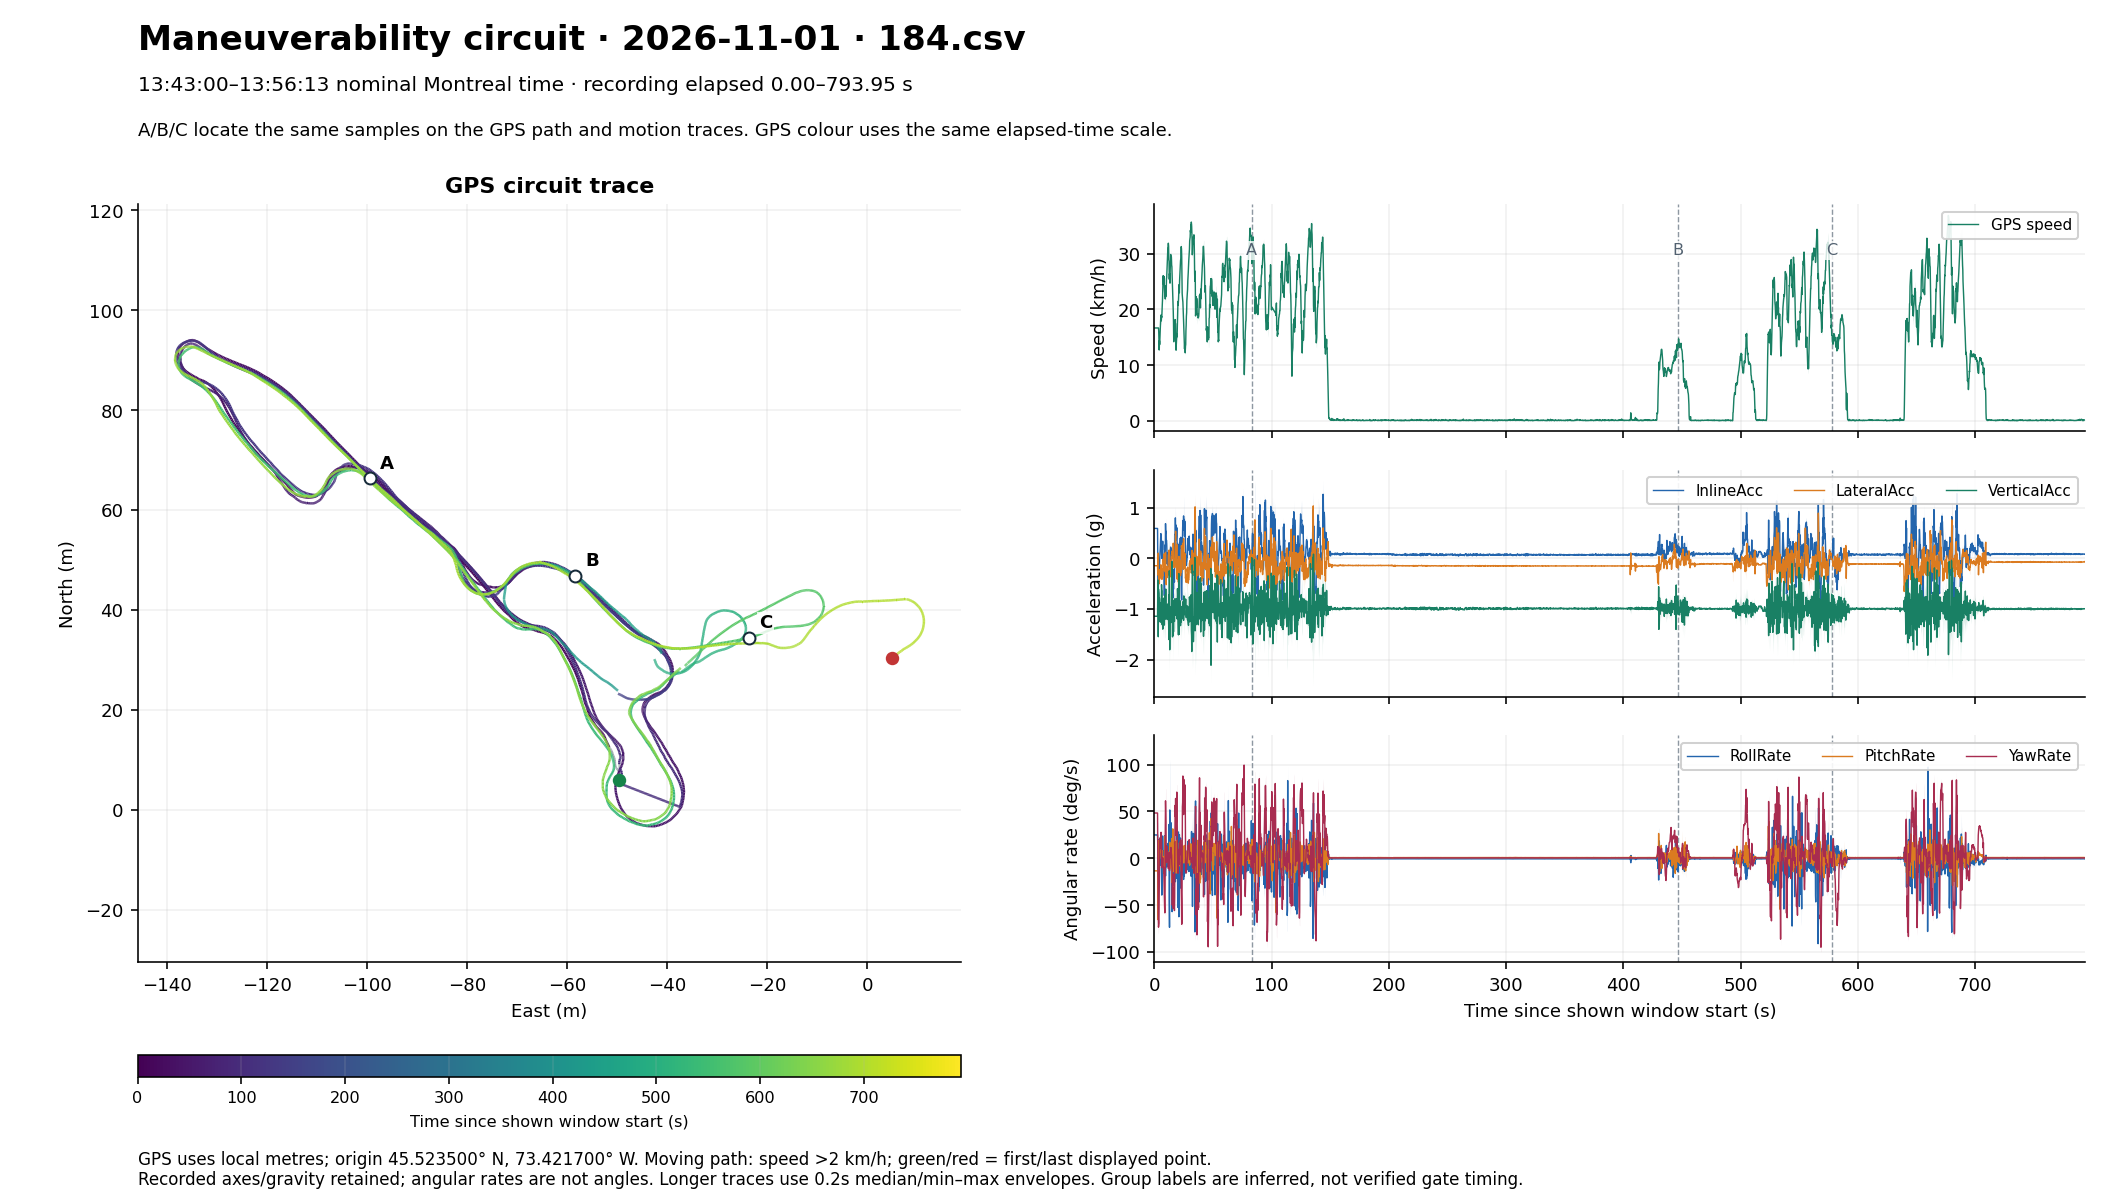 Maneuverability circuit · 2026-11-01 · 184.csv
13:43:00–13:56:13 nominal Montreal time · recording elapsed 0.00–793.95 s
A/B/C locate the same samples on the GPS path and motion traces. GPS colour uses the same elapsed-time scale.
GPS circuit trace
120
100
80
60
40
20
0
−20
North (m)
−140 −120 −100 −80 −60 −40 −20 0
East (m)
A
B
C
0 100 200 300 400 500 600 700
Time since shown window start (s)
Speed (km/h)
30
20
10
0
A B C
GPS speed
Acceleration (g)
1
0
−1
−2
InlineAcc LateralAcc VerticalAcc
Angular rate (deg/s)
100
50
0
−50
−100
RollRate PitchRate YawRate
0 100 200 300 400 500 600 700
Time since shown window start (s)
GPS uses local metres; origin 45.523500° N, 73.421700° W. Moving path: speed >2 km/h; green/red = first/last displayed point.
Recorded axes/gravity retained; angular rates are not angles. Longer traces use 0.2s median/min–max envelopes. Group labels are inferred, not verified gate timing.